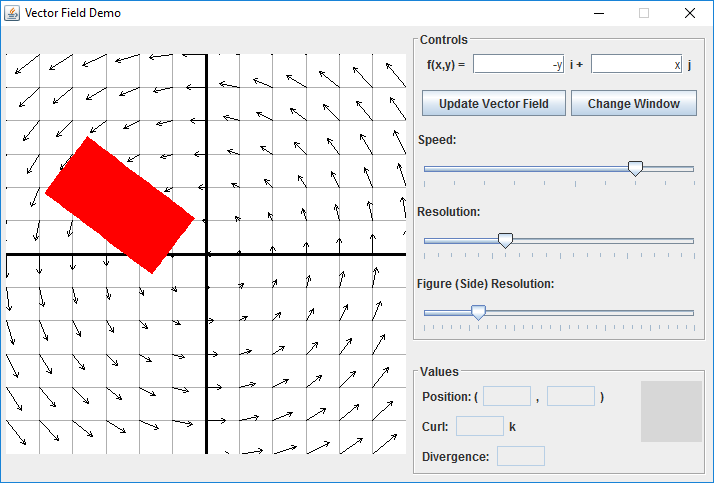 Vector Field Demo
Controls
f(x,y) = -y i + x j
Update Vector Field Change Window
Speed:
Resolution:
Figure (Side) Resolution:
Values
Position: ( , )
Curl: k
Divergence: